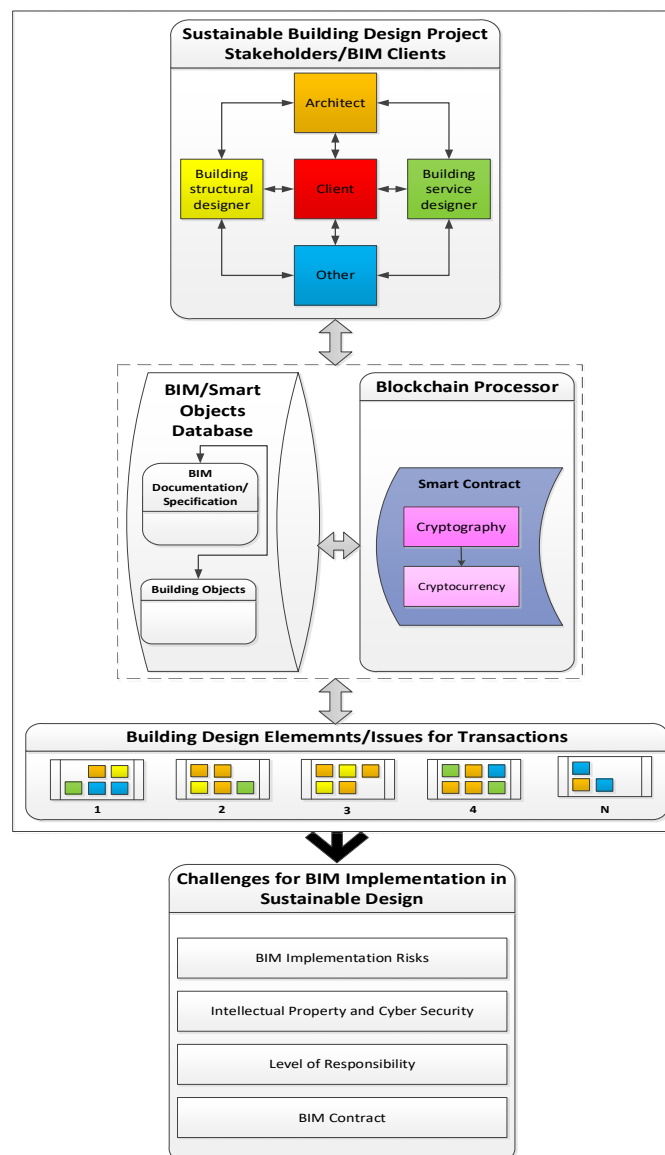 Sustainable Building Design Project
Stakeholders/BIM Clients
Architect
Building
structural
designer
Client
Building
service
designer
Other
BIM/Smart
Objects
Database
BIM
Documentation/
Specification
Building Objects
Blockchain Processor
Smart Contract
Cryptography
Cryptocurrency
Building Design Elememnts/Issues for Transactions
1
2
3
4
N
Challenges for BIM Implementation in
Sustainable Design
BIM Implementation Risks
Intellectual Property and Cyber Security
Level of Responsibility
BIM Contract